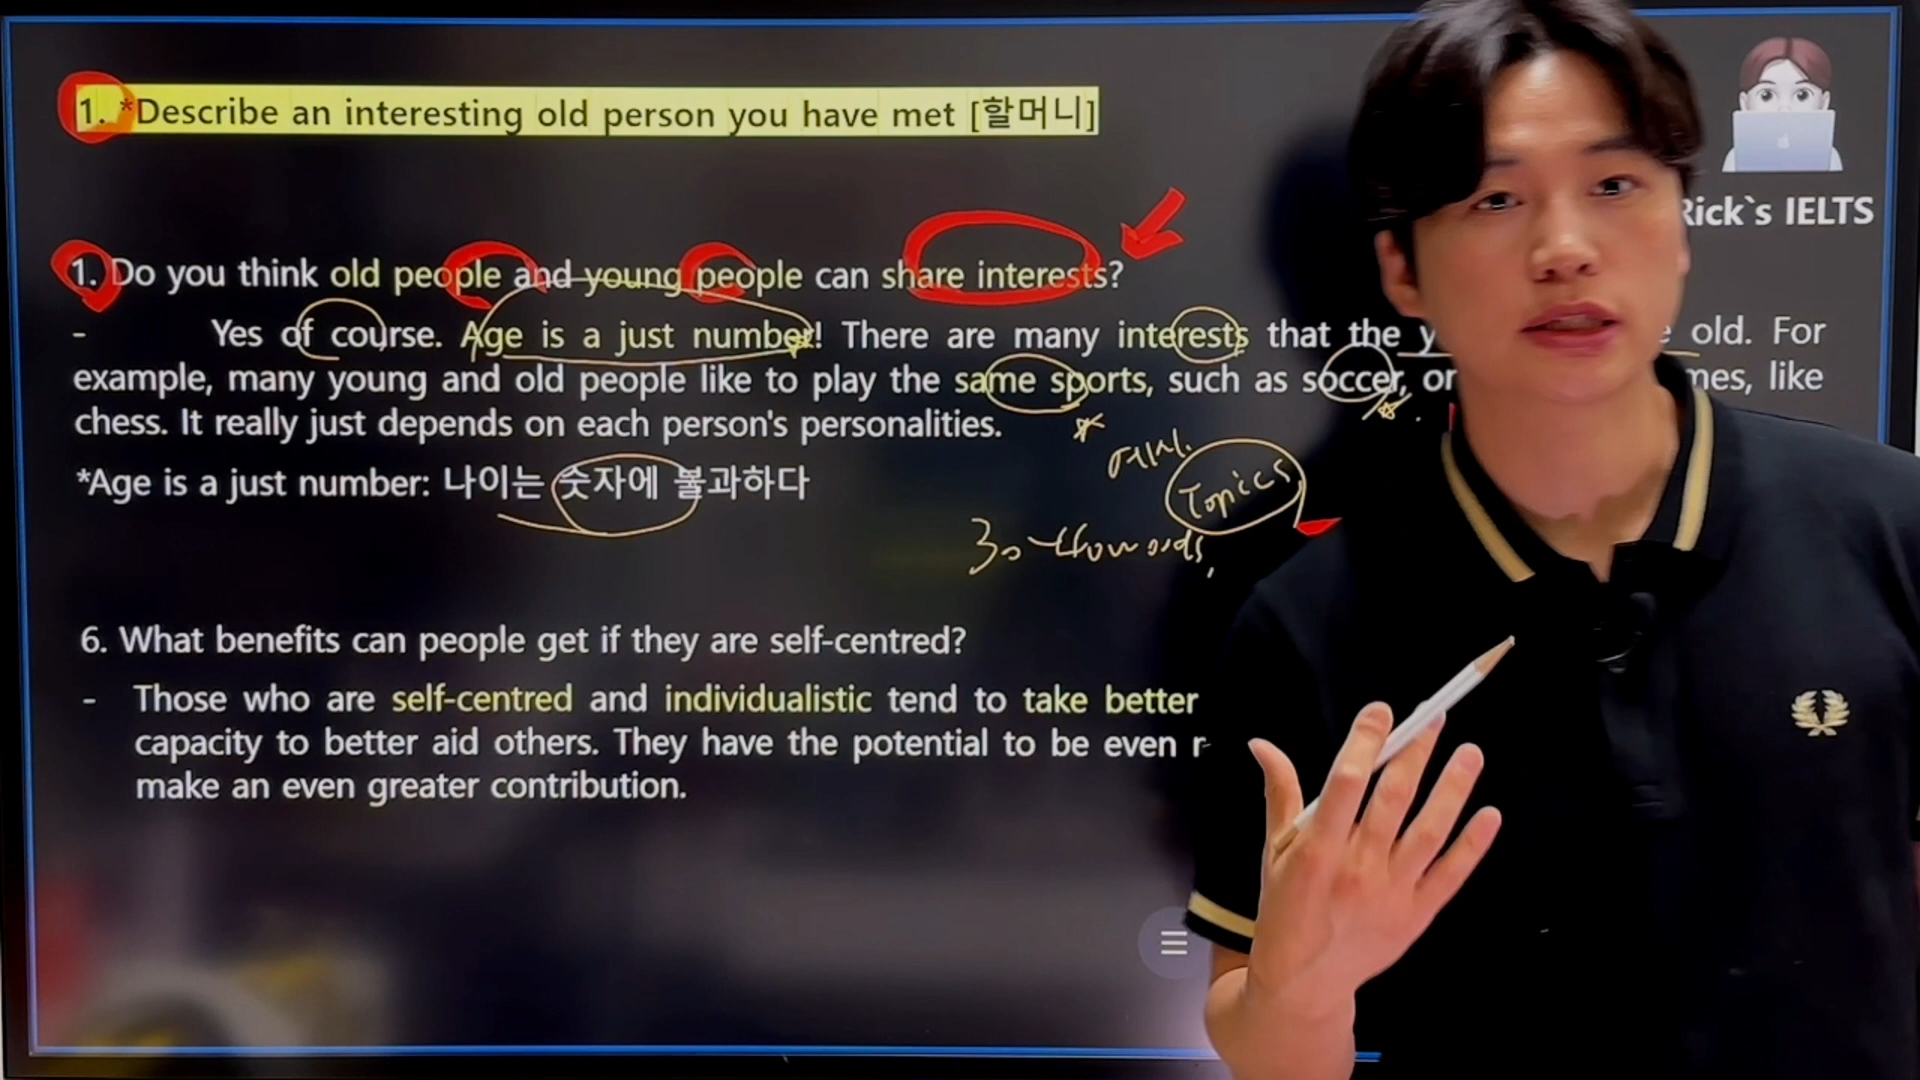 1. *Describe an interesting old person you have met [할머니]
Rick`s IELTS
1. Do you think old people and young people can share interests?
- Yes of course. Age is a just number! There are many interests that the y old. For
example, many young and old people like to play the same sports, such as soccer, or mes, like
chess. It really just depends on each person's personalities.
*Age is a just number: 나이는 숫자에 불과하다
예시.
Topics
30~40words,
6. What benefits can people get if they are self-centred?
- Those who are self-centred and individualistic tend to take better
capacity to better aid others. They have the potential to be even
make an even greater contribution.